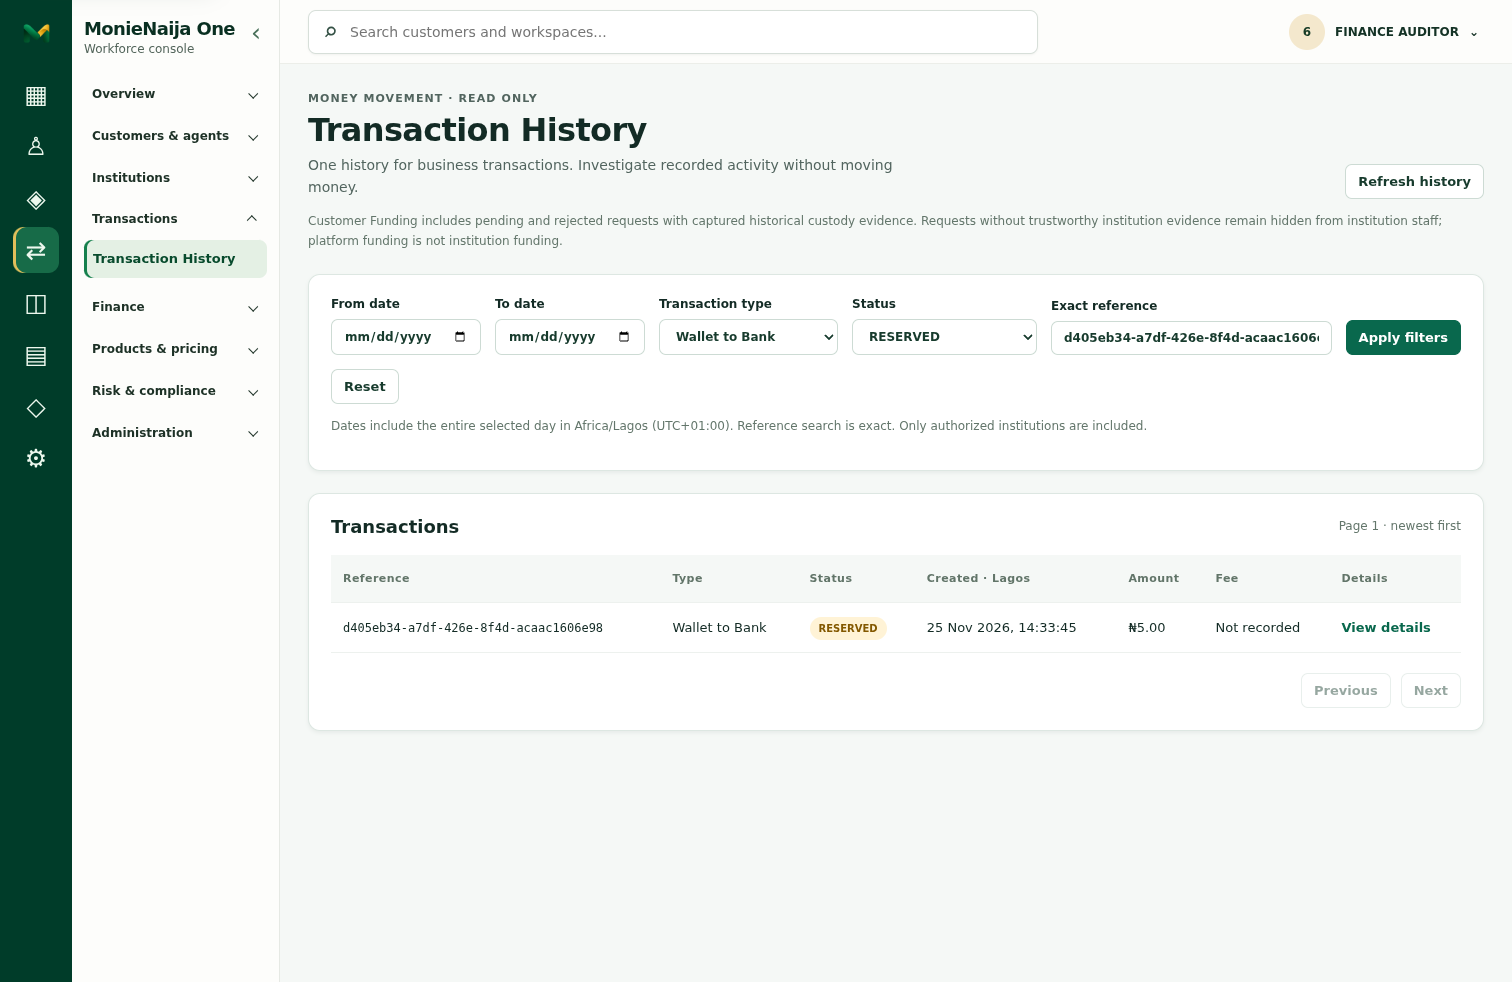 MonieNaija One
Workforce console
Overview
Customers & agents
Institutions
Transactions
Transaction History
Finance
Products & pricing
Risk & compliance
Administration
Search customers and workspaces...
6
FINANCE AUDITOR
MONEY MOVEMENT · READ ONLY
Transaction History
One history for business transactions. Investigate recorded activity without moving
money.
Refresh history
Customer Funding includes pending and rejected requests with captured historical custody evidence. Requests without trustworthy institution evidence remain hidden from institution staff;
platform funding is not institution funding.
From date To date Transaction type Status Exact reference
mm/dd/yyyy mm/dd/yyyy Wallet to Bank RESERVED d405eb34-a7df-426e-8f4d-acaac1606 Apply filters
Reset
Dates include the entire selected day in Africa/Lagos (UTC+01:00). Reference search is exact. Only authorized institutions are included.
Transactions
Page 1 · newest first
Reference Type Status Created · Lagos Amount Fee Details
d405eb34-a7df-426e-8f4d-acaac1606e98 Wallet to Bank RESERVED 25 Nov 2026, 14:33:45 ₦5.00 Not recorded View details
Previous Next